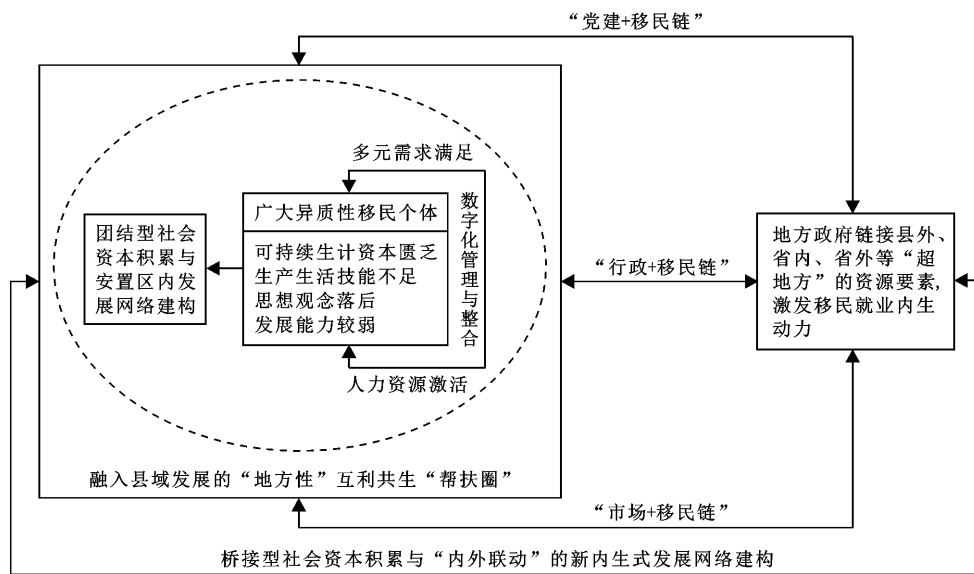 “党建+移民链”
多元需求满足
数字化管理与整合
广大异质性移民个体
可持续生计资本匮乏
生产生活技能不足
思想观念落后
发展能力较弱
团结型社会
资本积累与
安置区内发
展网络建构
人力资源激活
“行政+移民链”
地方政府链接县外、
省内、省外等“超
地方”的资源要素,
激发移民就业内生
动力
融入县域发展的“地方性”互利共生“帮扶圈”
“市场+移民链”
桥接型社会资本积累与“内外联动”的新内生式发展网络建构